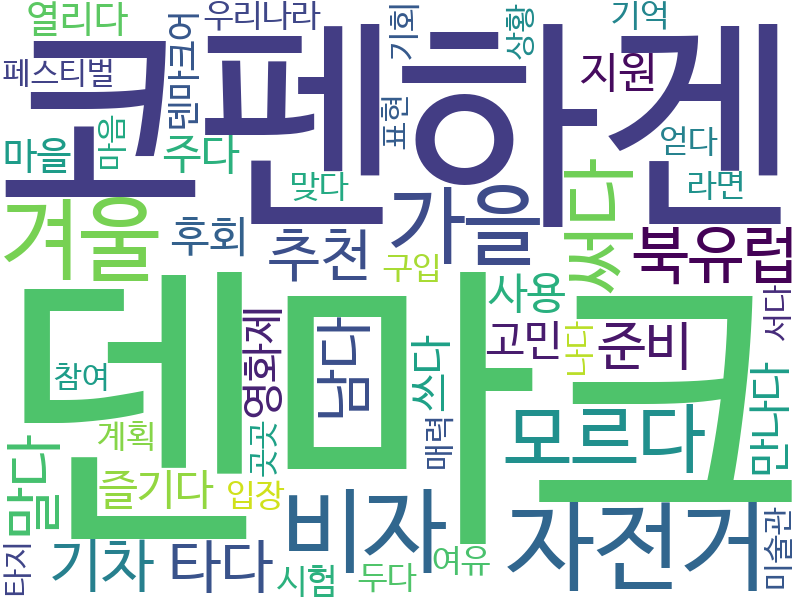 열리다
우리나라
기회
상황
기억
페스티벌
덴마크어
코펜하겐
지원
표현
마을
마음
주다
얻다
맞다
라면
겨울
후회
추천
가을
써다
북유럽
구입
사용
서다
덴마크
영화제
남다
쓰다
고민
나다
준비
참여
만나다
계획
곳곳
매력
모르다
말다
즐기다
입장
비자
자전거
미술관
타지
기차
타다
시험
두다
여유